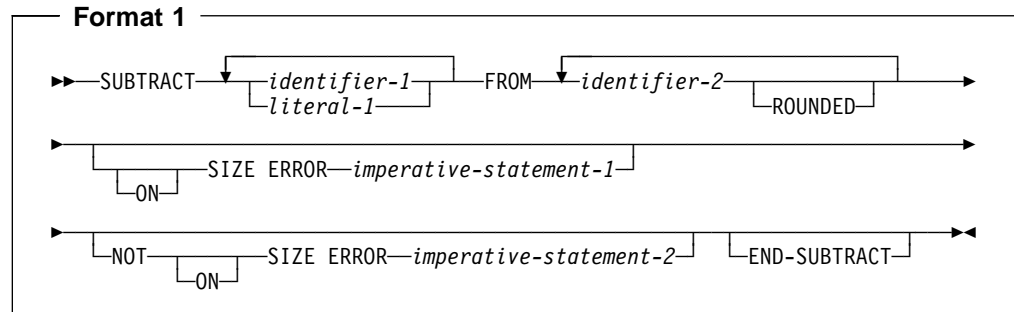 Format 1
SUBTRACT identifier-1 FROM identifier-2
literal-1 ROUNDED
SIZE ERROR imperative-statement-1
ON
NOT SIZE ERROR imperative-statement-2 END-SUBTRACT
ON